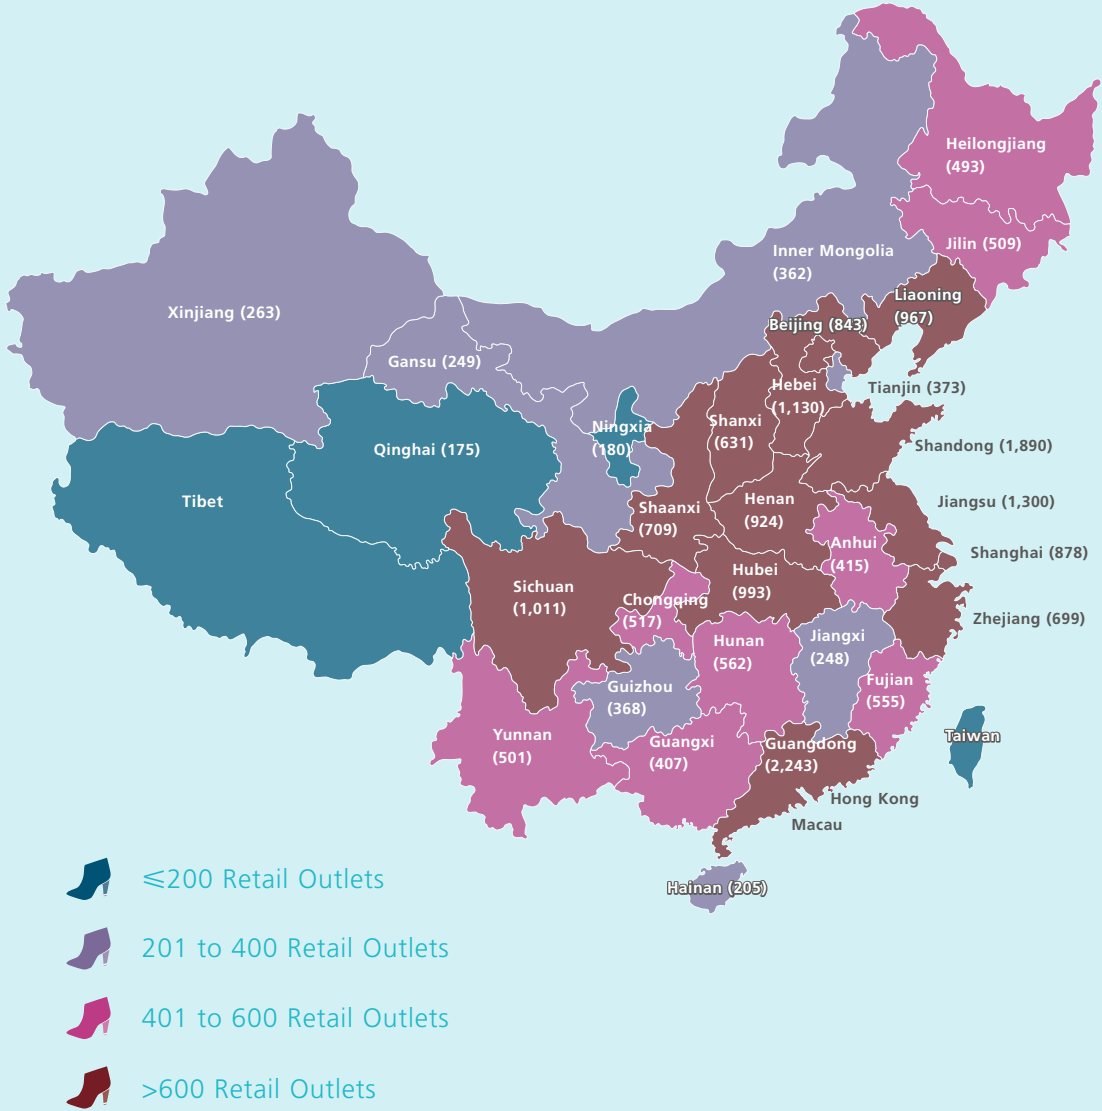 Heilongjiang
(493)
Jilin (509)
Inner Mongolia
(362)
Liaoning
(967)
Xinjiang (263)
Beijing (843)
Gansu (249)
Hebei
(1,130)
Tianjin (373)
Ningxia
(180)
Shanxi
(631)
Qinghai (175)
Shandong (1,890)
Tibet
Shaanxi
(709)
Henan
(924)
Jiangsu (1,300)
Anhui
(415)
Shanghai (878)
Sichuan
(1,011)
Hubei
(993)
Chongqing
(517)
Zhejiang (699)
Hunan
(562)
Jiangxi
(248)
Guizhou
(368)
Fujian
(555)
Yunnan
(501)
Guangxi
(407)
Guangdong
(2,243)
Taiwan
Hong Kong
Macau
Hainan (205)
≤200 Retail Outlets
201 to 400 Retail Outlets
401 to 600 Retail Outlets
>600 Retail Outlets